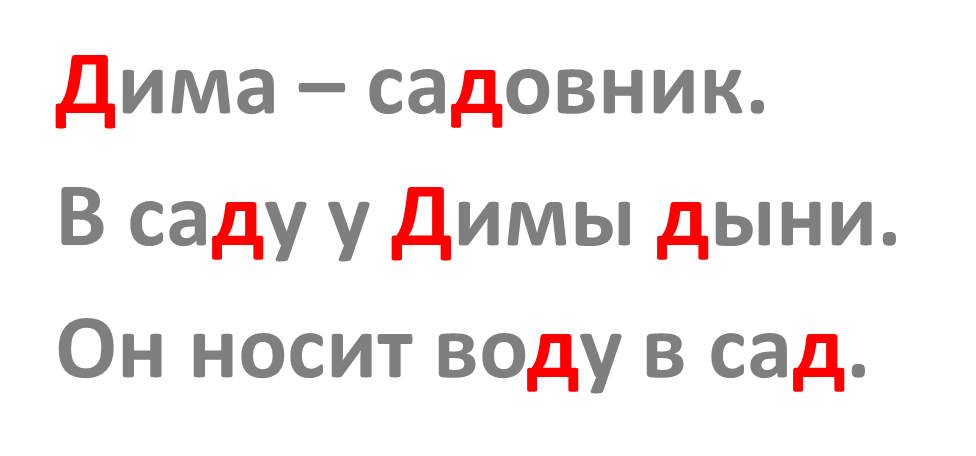 Дима – садовник.
В саду у Димы дыни.
Он носит воду в сад.